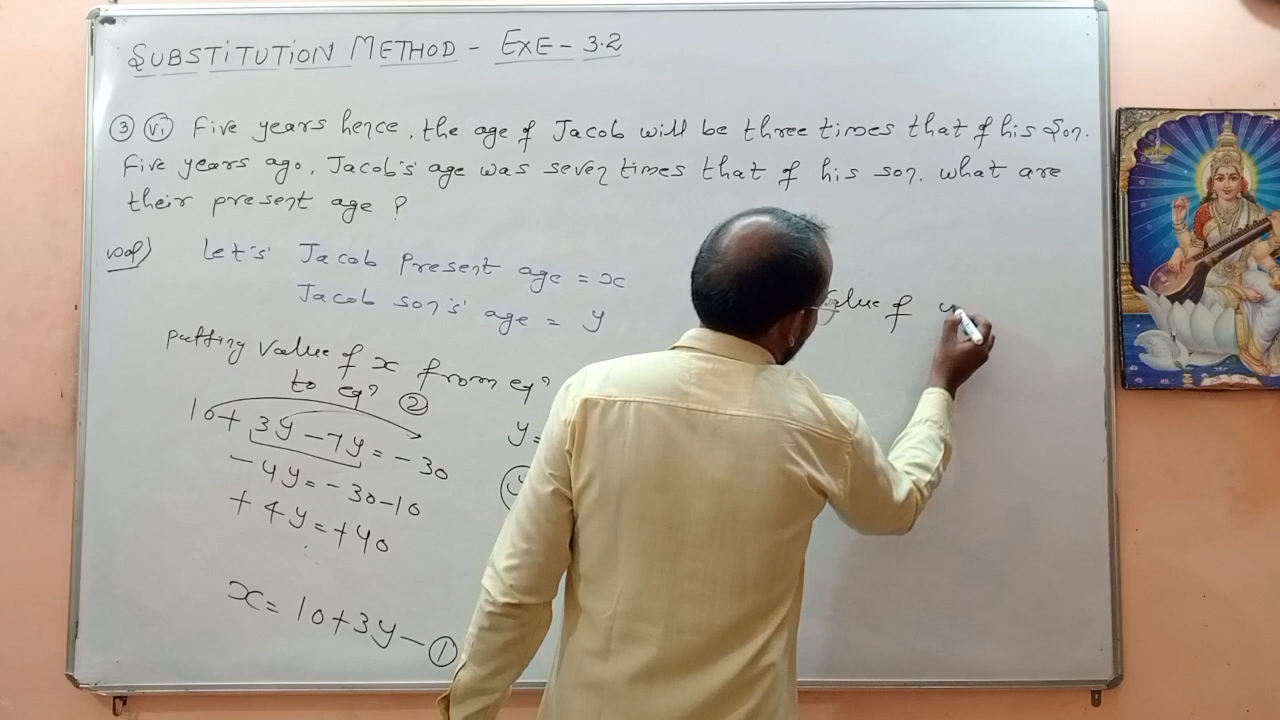 SUBSTITUTION METHOD - EXE - 3.2
③ (vi) Five years hence, the age of Jacob will be three times that of his son.
Five years ago, Jacob's age was seven times that of his son. what are
their present age ?
Sol) Let's Jacob Present age = x
Jacob son's age = y
Putting value of x from eqn
to eqn ②
10+3y-7y=-30
-4y=-30-10
+4y=+40
x=10+3y-①
y=
value of